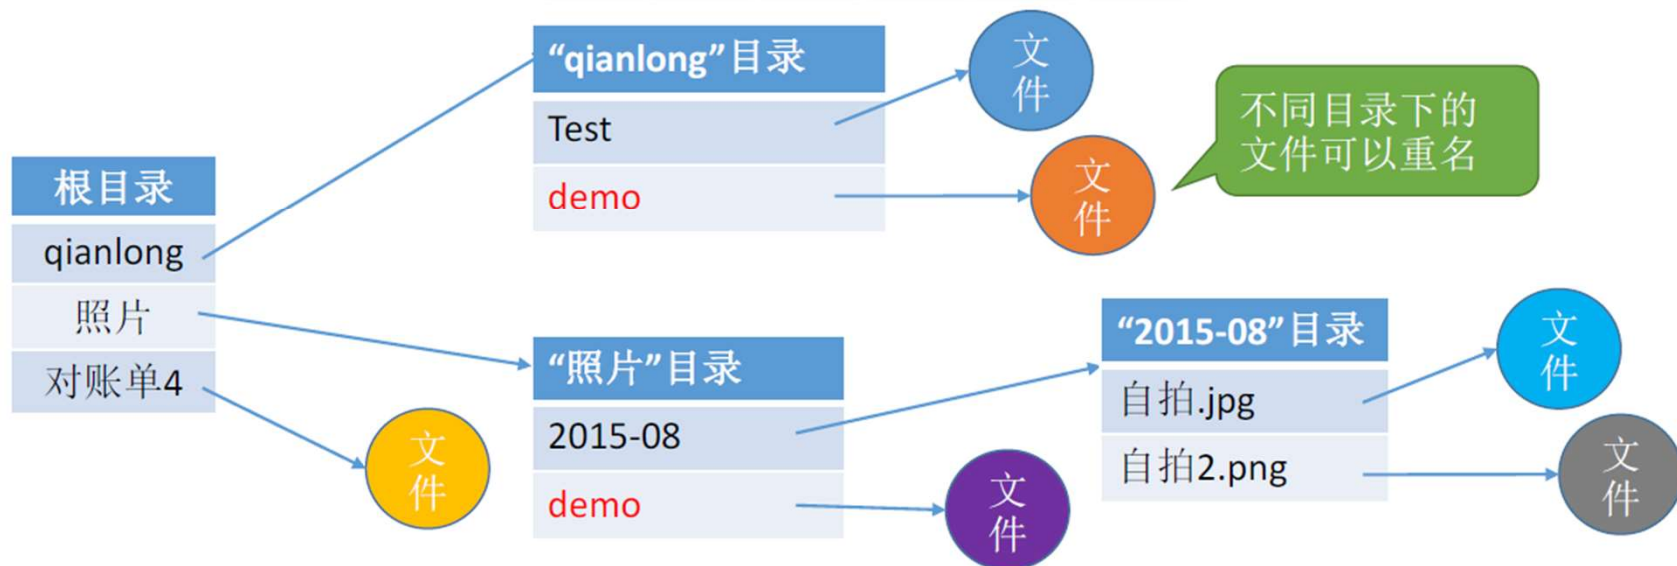 根目录
qianlong
照片
对账单4
文
件
“qianlong”目录
Test
demo
文
件
文
件
不同目录下的
文件可以重名
“照片”目录
2015-08
demo
文
件
“2015-08”目录
自拍.jpg
自拍2.png
文
件
文
件